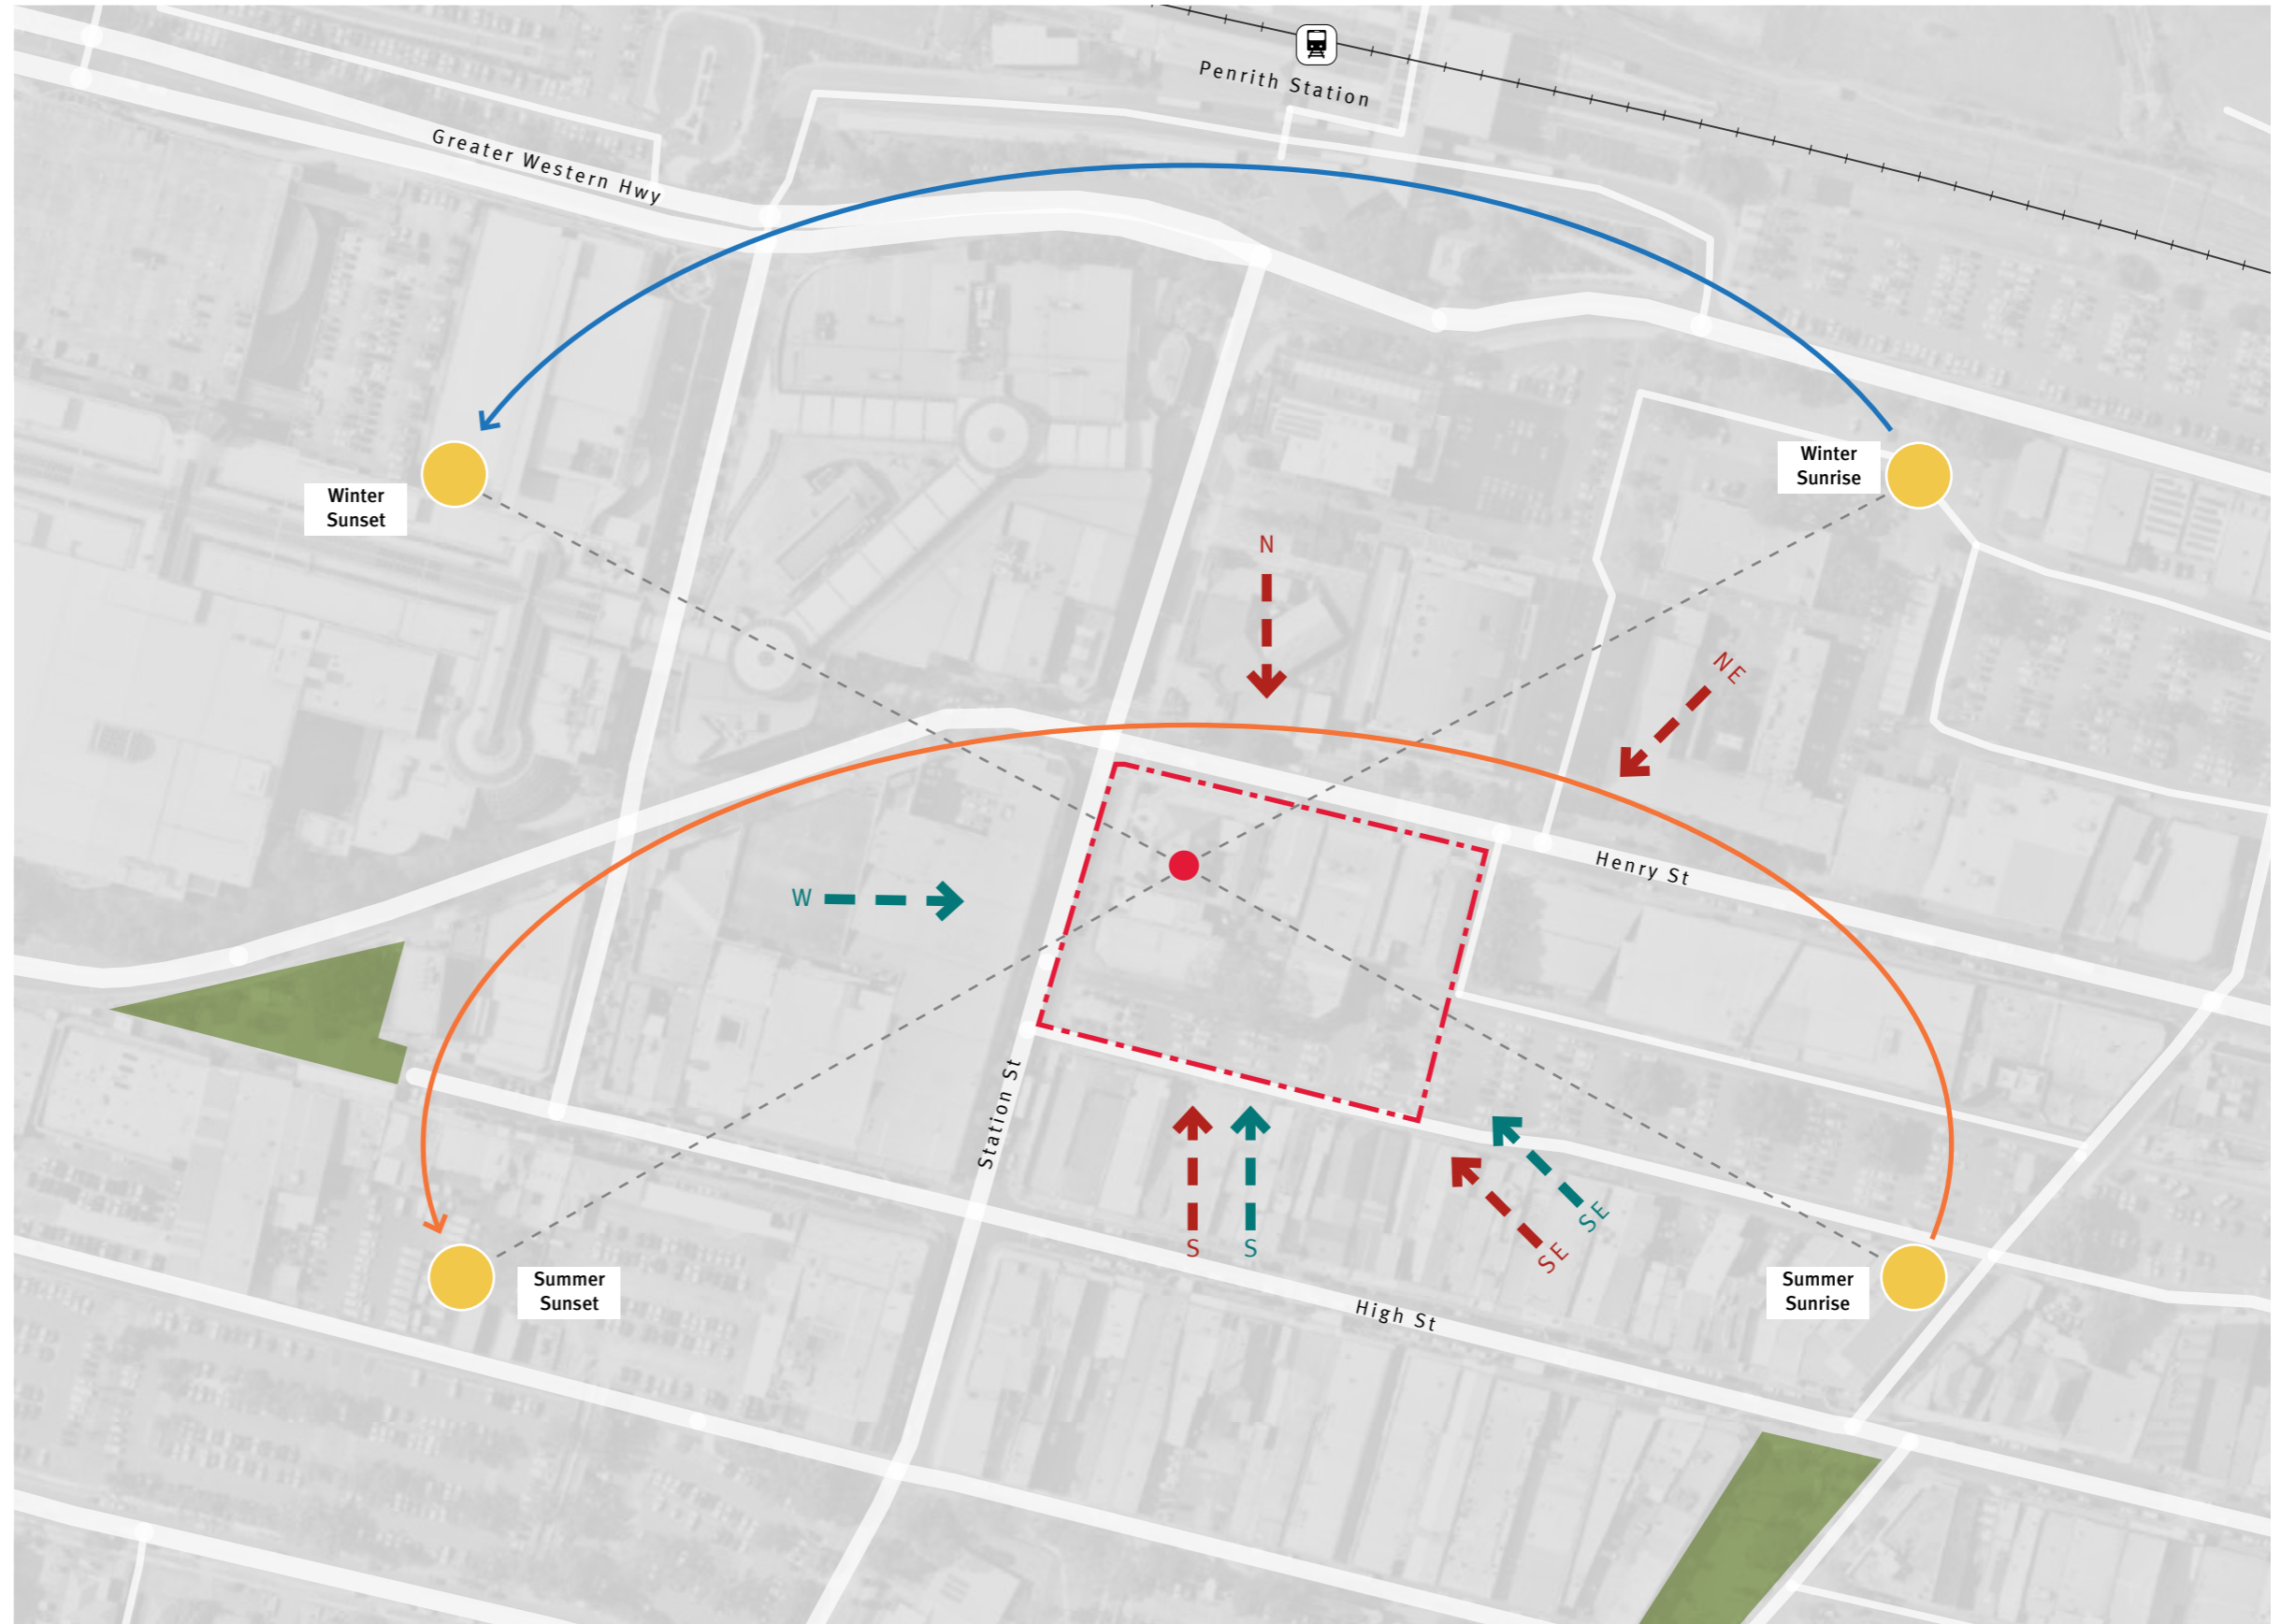 Penrith Station
Greater Western Hwy
Winter
Sunrise
Winter
Sunset
N
NE
Henry St
W
Station St
S
S
SE
SE
Summer
Sunset
Summer
Sunrise
High St